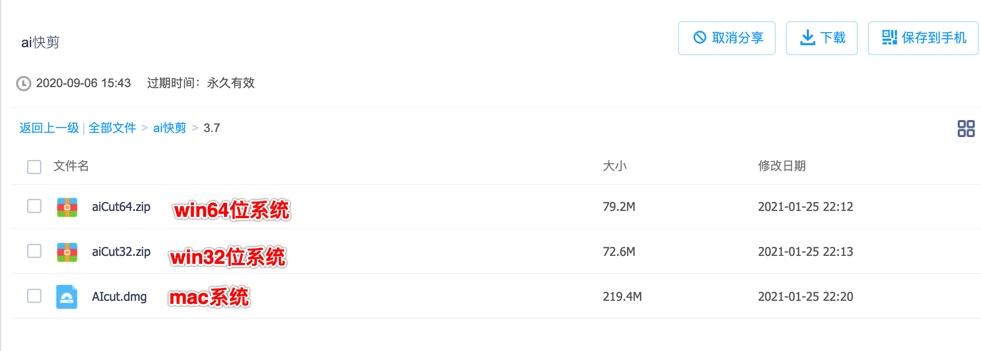 ai快剪
取消分享 下载 保存到手机
2020-09-06 15:43 过期时间：永久有效
返回上一级 | 全部文件 > ai快剪 > 3.7
文件名 大小 修改日期
aiCut64.zip win64位系统 79.2M 2021-01-25 22:12
aiCut32.zip win32位系统 72.6M 2021-01-25 22:13
AIcut.dmg mac系统 219.4M 2021-01-25 22:20